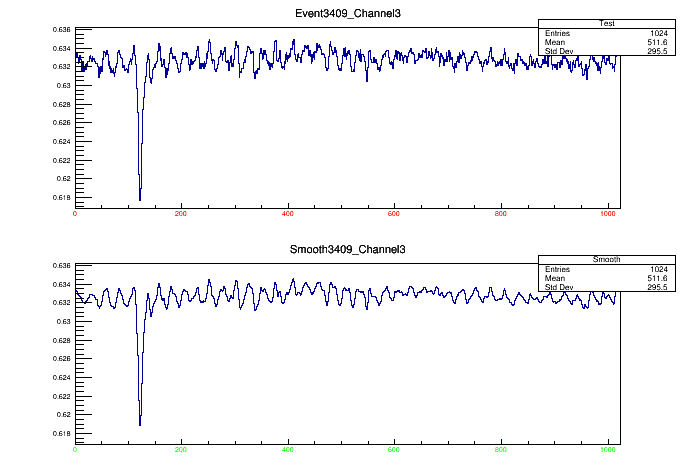 Event3409_Channel3
Test
Entries 1024
Mean 511.6
Std Dev 295.5
0.636
0.634
0.632
0.63
0.628
0.626
0.624
0.622
0.62
0.618
0 200 400 600 800 1000
Smooth3409_Channel3
Smooth
Entries 1024
Mean 511.6
Std Dev 295.5
0.636
0.634
0.632
0.63
0.628
0.626
0.624
0.622
0.62
0.618
0 200 400 600 800 1000